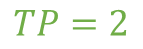 TP = 2